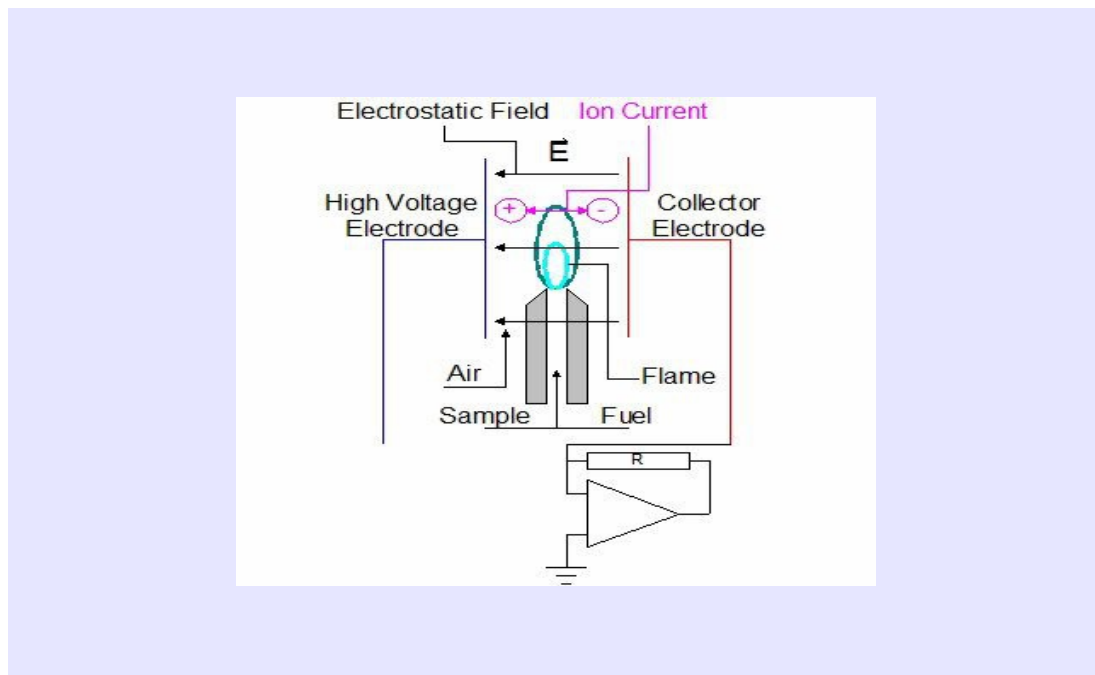 Electrostatic Field
Ion Current
E
High Voltage
Electrode
+
-
Collector
Electrode
Air
Flame
Sample
Fuel
R